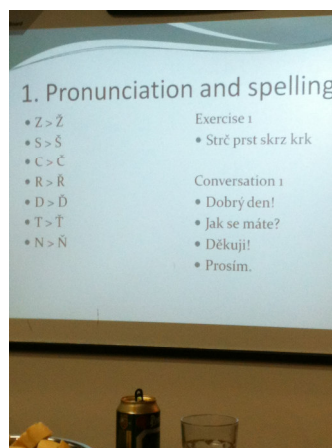 1. Pronunciation and spelling
• Z > Ž
• S > Š
• C > Č
• R > Ř
• D > Ď
• T > Ť
• N > Ň
Exercise 1
• Strč prst skrz krk
Conversation 1
• Dobrý den!
• Jak se máte?
• Děkuji!
• Prosím.